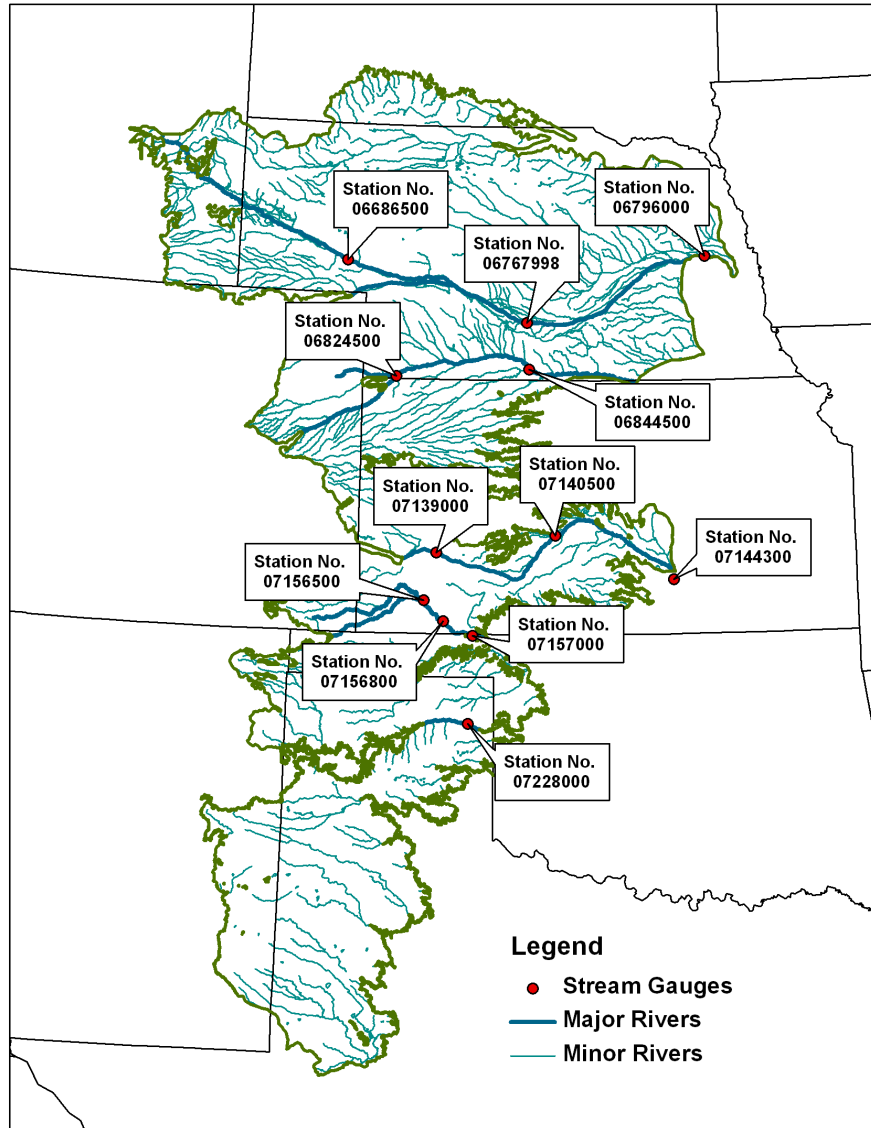 Station No.
06686500
Station No.
06796000
Station No.
06767998
Station No.
06824500
Station No.
06844500
Station No.
07140500
Station No.
07139000
Station No.
07144300
Station No.
07156500
Station No.
07157000
Station No.
07156800
Station No.
07228000
Legend
Stream Gauges
Major Rivers
Minor Rivers